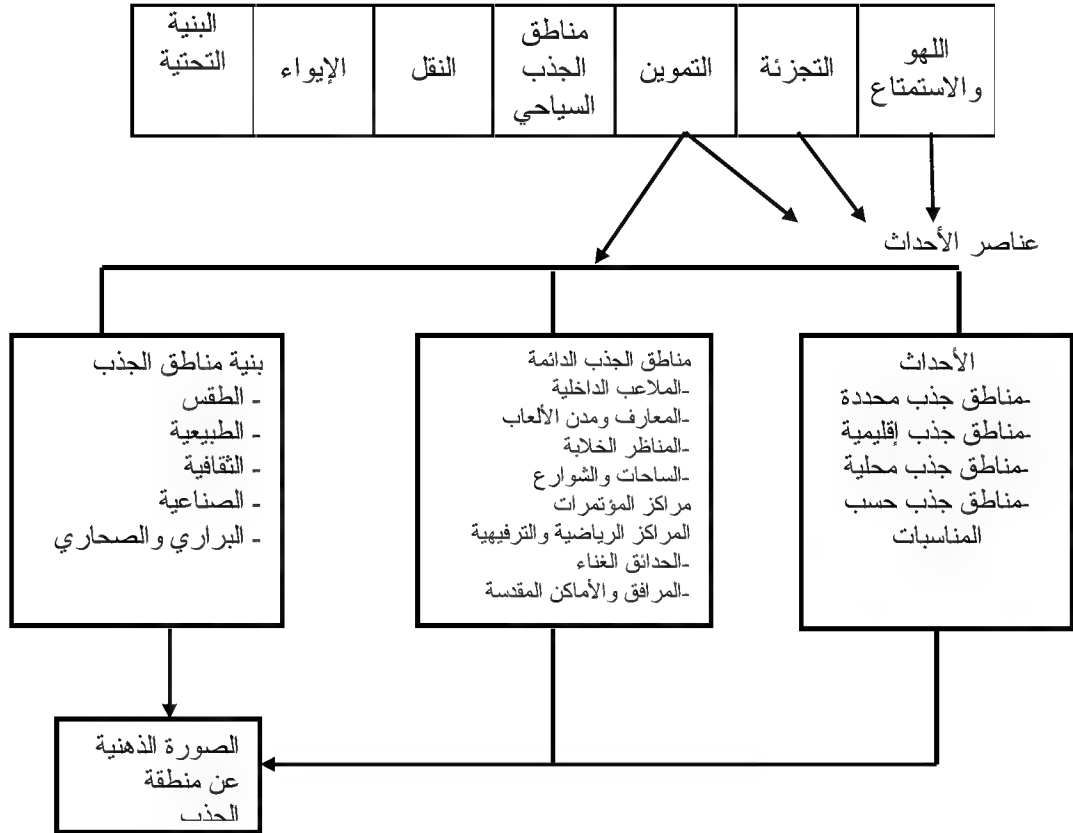 اللهو
والاستمتاع
التجزئة
التموين
مناطق
الجذب
السياحي
النقل
الإيواء
البنية
التحتية
عناصر الأحداث
الأحداث
-مناطق جذب محددة
-مناطق جذب إقليمية
-مناطق جذب محلية
-مناطق جذب حسب
المناسبات
مناطق الجذب الدائمة
-الملاعب الداخلية
-المعارف ومدن الألعاب
-المناظر الخلابة
-الساحات والشوارع
مراكز المؤتمرات
المراكز الرياضية والترفيهية
-الحدائق الغناء
-المرافق والأماكن المقدسة
بنية مناطق الجذب
- الطقس
- الطبيعية
- الثقافية
- الصناعية
- البراري والصحاري
الصورة الذهنية
عن منطقة
الجذب